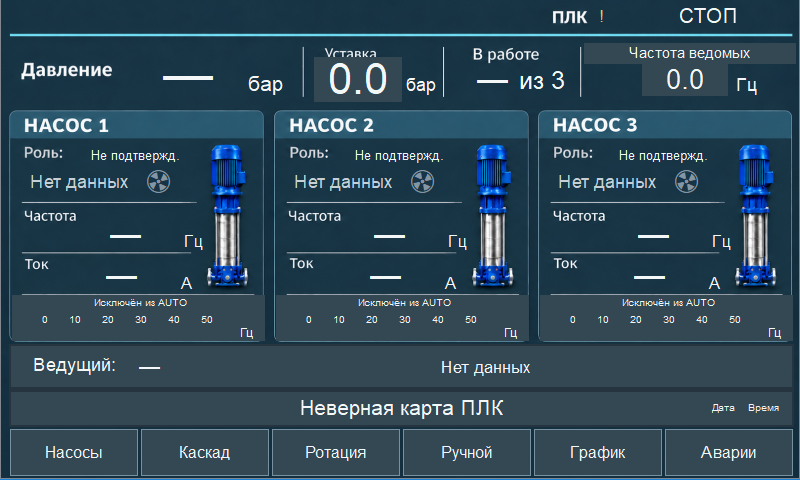 ПЛК ! СТОП
Давление — бар
Уставка
0.0 бар
В работе
— из 3
Частота ведомых
0.0 Гц
НАСОС 1
Роль: Не подтвержд.
Нет данных
Частота
— Гц
Ток
— А
Исключён из AUTO
0 10 20 30 40 50
Гц
НАСОС 2
Роль: Не подтвержд.
Нет данных
Частота
— Гц
Ток
— А
Исключён из AUTO
0 10 20 30 40 50
Гц
НАСОС 3
Роль: Не подтвержд.
Нет данных
Частота
— Гц
Ток
— А
Исключён из AUTO
0 10 20 30 40 50
Гц
Ведущий: — Нет данных
Неверная карта ПЛК Дата Время
Насосы Каскад Ротация Ручной График Аварии